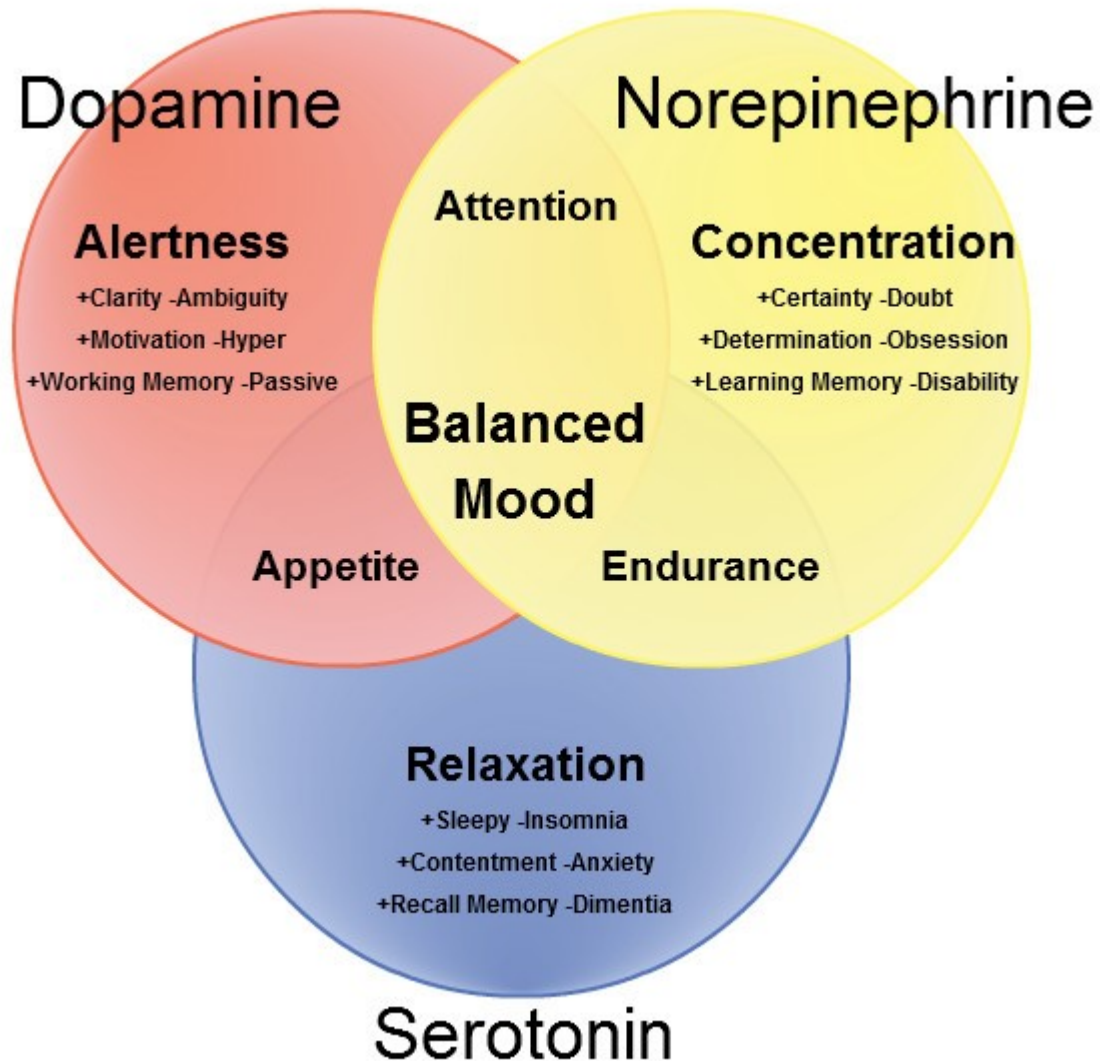 Dopamine
Norepinephrine
Attention
Alertness
+Clarity -Ambiguity
+Motivation -Hyper
+Working Memory -Passive
Concentration
+Certainty -Doubt
+Determination -Obsession
+Learning Memory -Disability
Balanced
Mood
Appetite
Endurance
Relaxation
+Sleepy -Insomnia
+Contentment -Anxiety
+Recall Memory -Dimentia
Serotonin